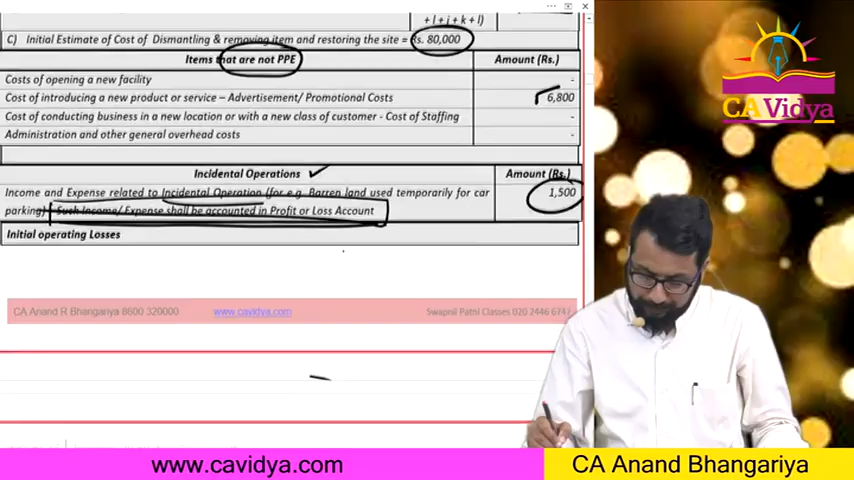 + l + j + k + l)
C) Initial Estimate of Cost of Dismantling & removing item and restoring the site = Rs. 80,000
Items that are not PPE Amount (Rs.)
Costs of opening a new facility -
Cost of introducing a new product or service – Advertisement/ Promotional Costs 6,800
Cost of conducting business in a new location or with a new class of customer - Cost of Staffing -
Administration and other general overhead costs -
Incidental Operations Amount (Rs.)
Income and Expense related to Incidental Operation (for e.g. Barren land used temporarily for car 1,500
parking) Such Income/ Expense shall be accounted in Profit or Loss Account
Initial operating Losses
CA Anand R Bhangariya 8600 320000 www.cavidya.com Swapnil Patni Classes 020 2446 6742
CA Vidya
www.cavidya.com
CA Anand Bhangariya